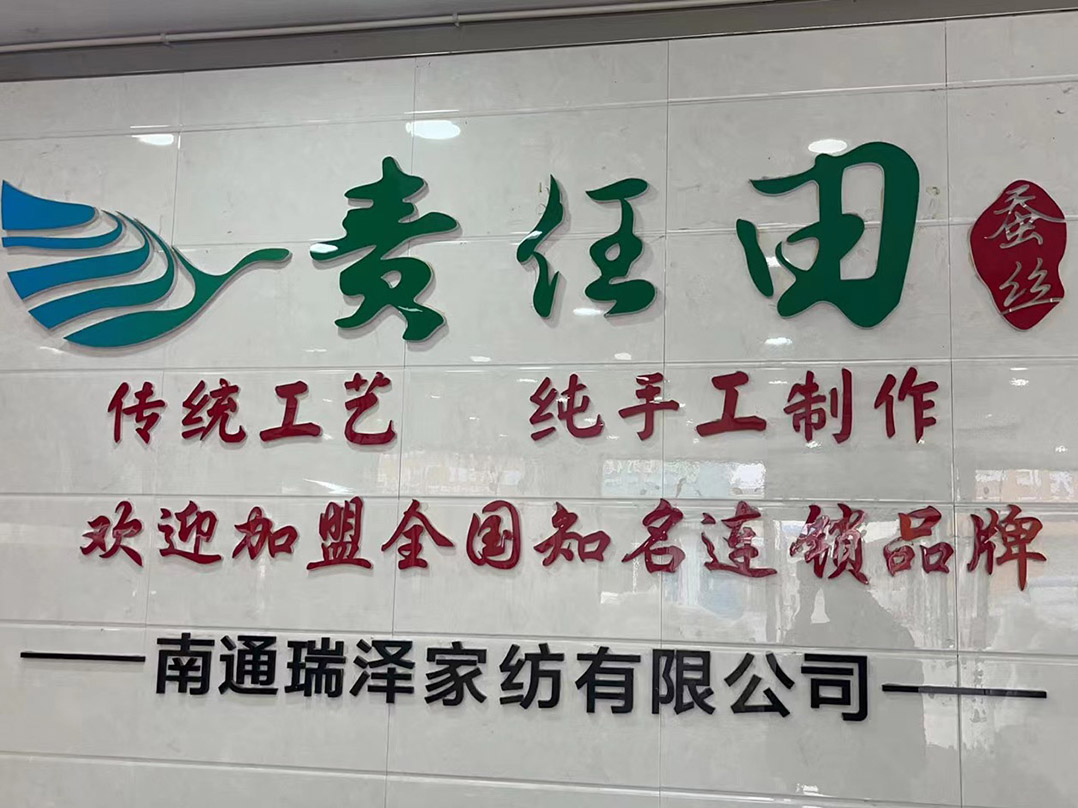 责任田
蚕丝
传统工艺 纯手工制作
欢迎加盟全国知名连锁品牌
南通瑞泽家纺有限公司